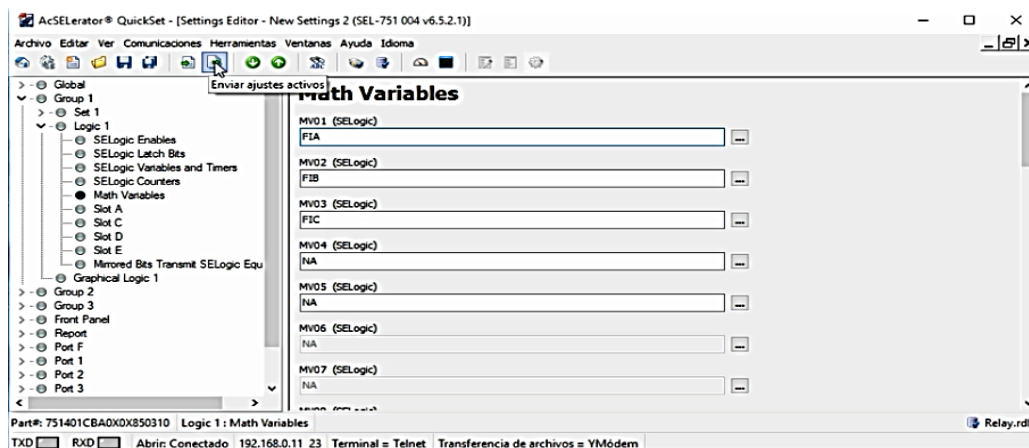 AcSELerator® QuickSet - [Settings Editor - New Settings 2 (SEL-751 004 v6.5.2.1)]
Archivo Editar Ver Comunicaciones Herramientas Ventanas Ayuda Idioma
Enviar ajustes activos
Global
Group 1
Set 1
Logic 1
SELogic Enables
SELogic Latch Bits
SELogic Variables and Timers
SELogic Counters
Math Variables
Slot A
Slot C
Slot D
Slot E
Mirrored Bits Transmit SELogic Equ
Graphical Logic 1
Group 2
Group 3
Front Panel
Report
Port F
Port 1
Port 2
Port 3
Math Variables
MV01 (SELogic)
FIA
...
MV02 (SELogic)
FIB
...
MV03 (SELogic)
FIC
...
MV04 (SELogic)
NA
...
MV05 (SELogic)
NA
...
MV06 (SELogic)
NA
...
MV07 (SELogic)
NA
...
Part#: 751401CBA0X0X850310 Logic 1 : Math Variables
TXD RXD Abrir: Conectado 192.168.0.11 23 Terminal = Telnet Transferencia de archivos = YMódem